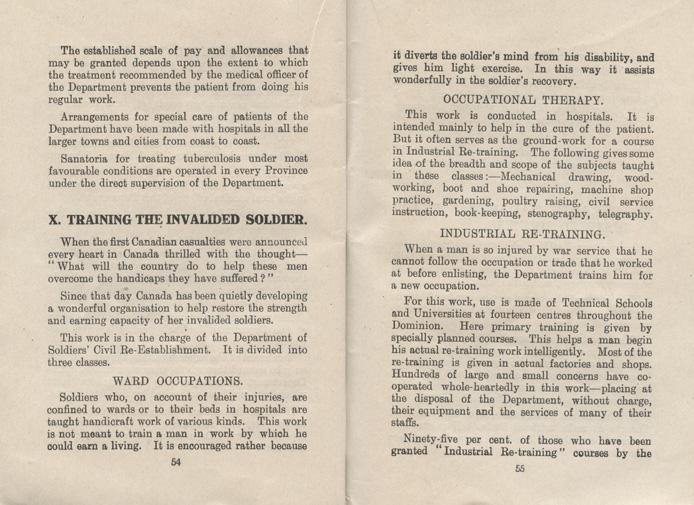 The established scale of pay and allowances that
may be granted depends upon the extent to which
the treatment recommended by the medical officer of
the Department prevents the patient from doing his
regular work.
Arrangements for special care of patients of the
Department have been made with hospitals in all the
larger towns and cities from coast to coast.
Sanatoria for treating tuberculosis under most
favourable conditions are operated in every Province
under the direct supervision of the Department.
X. TRAINING THE INVALIDED SOLDIER.
When the first Canadian casualties were announced
every heart in Canada thrilled with the thought—
"What will the country do to help these men
overcome the handicaps they have suffered?"
Since that day Canada has been quietly developing
a wonderful organisation to help restore the strength
and earning capacity of her invalided soldiers.
This work is in the charge of the Department of
Soldiers' Civil Re-Establishment. It is divided into
three classes.
WARD OCCUPATIONS.
Soldiers who, on account of their injuries, are
confined to wards or to their beds in hospitals are
taught handicraft work of various kinds. This work
is not meant to train a man in work by which he
could earn a living. It is encouraged rather because
54
it diverts the soldier's mind from his disability, and
gives him light exercise. In this way it assists
wonderfully in the soldier's recovery.
OCCUPATIONAL THERAPY.
This work is conducted in hospitals. It is
intended mainly to help in the cure of the patient.
But it often serves as the ground-work for a course
in Industrial Re-training. The following gives some
idea of the breadth and scope of the subjects taught
in these classes:—Mechanical drawing, wood-
working, boot and shoe repairing, machine shop
practice, gardening, poultry raising, civil service
instruction, book-keeping, stenography, telegraphy.
INDUSTRIAL RE-TRAINING.
When a man is so injured by war service that he
cannot follow the occupation or trade that he worked
at before enlisting, the Department trains him for
a new occupation.
For this work, use is made of Technical Schools
and Universities at fourteen centres throughout the
Dominion. Here primary training is given by
specially planned courses. This helps a man begin
his actual re-training work intelligently. Most of the
re-training is given in actual factories and shops.
Hundreds of large and small concerns have co-
operated whole-heartedly in this work—placing at
the disposal of the Department, without charge,
their equipment and the services of many of their
staffs.
Ninety-five per cent. of those who have been
granted "Industrial Re-training" courses by the
55